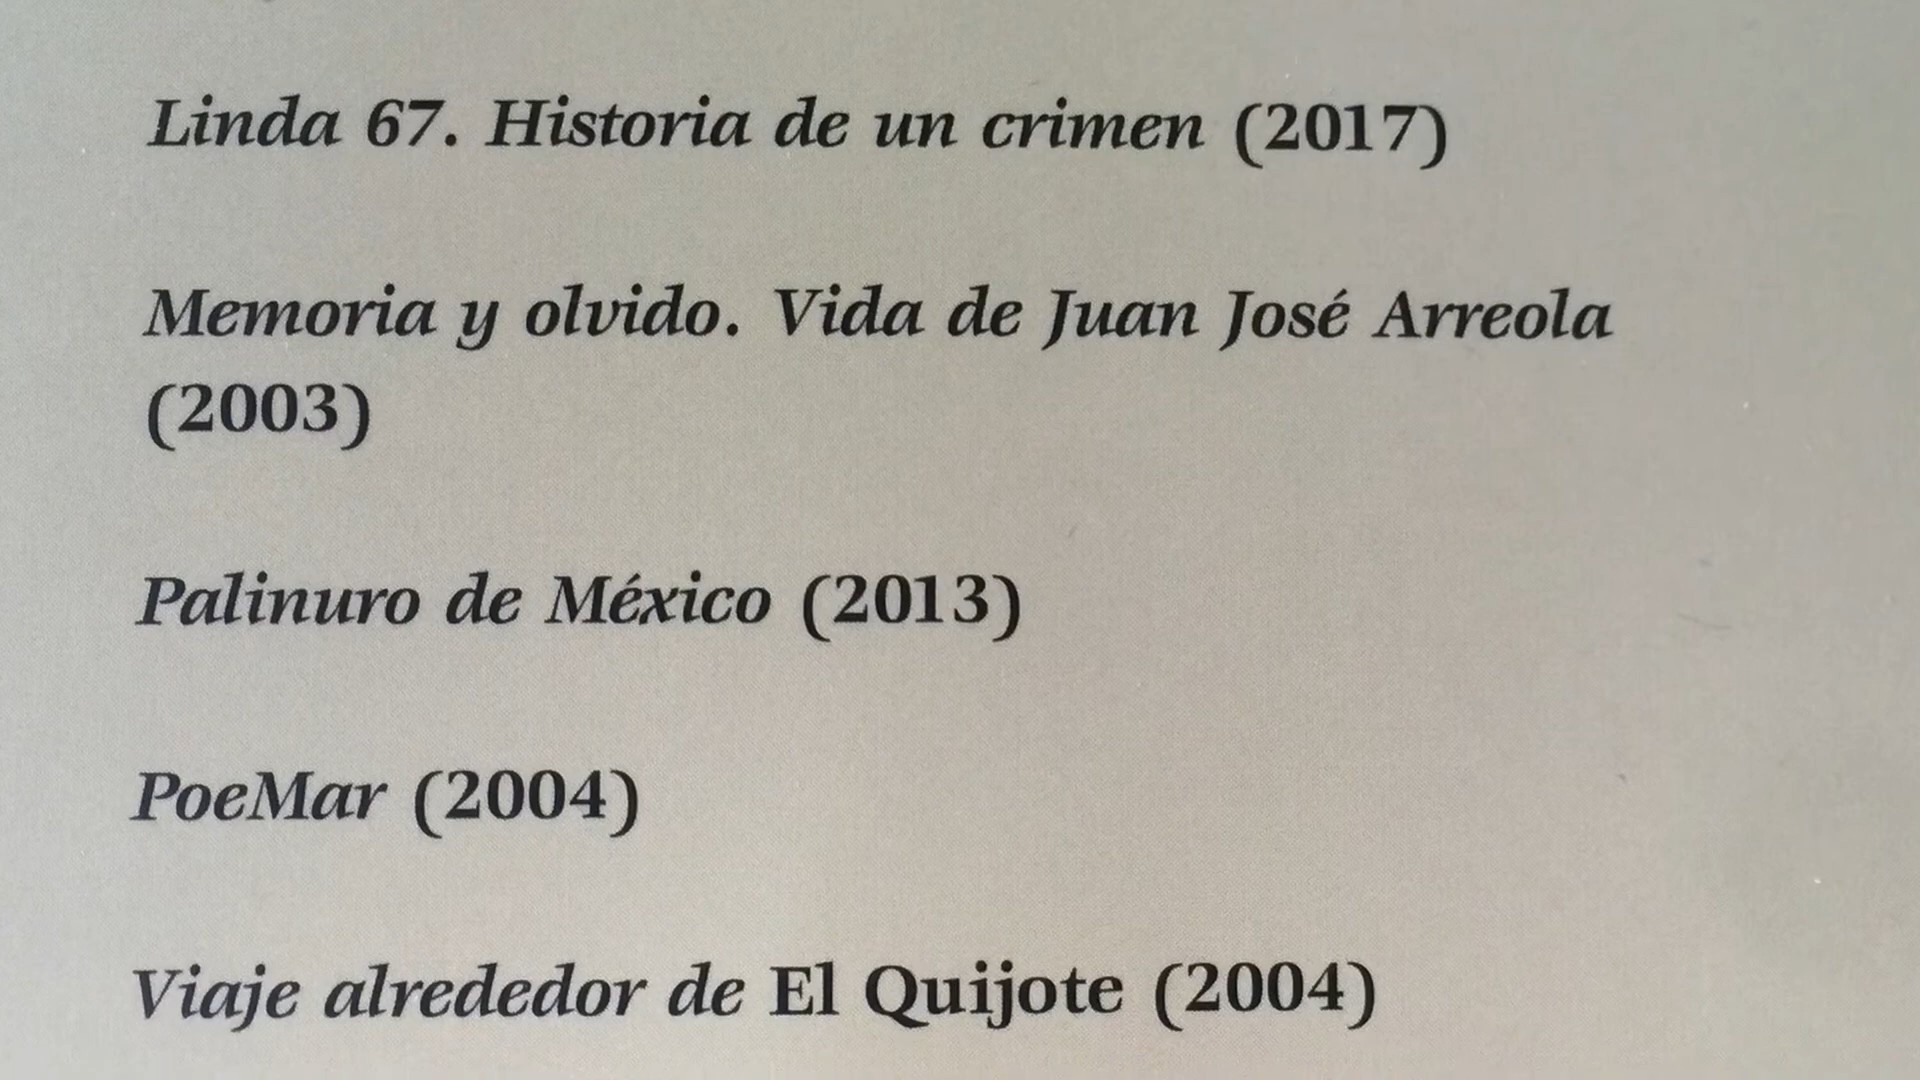 Linda 67. Historia de un crimen (2017)
Memoria y olvido. Vida de Juan José Arreola
(2003)
Palinuro de México (2013)
PoeMar (2004)
Viaje alrededor de El Quijote (2004)